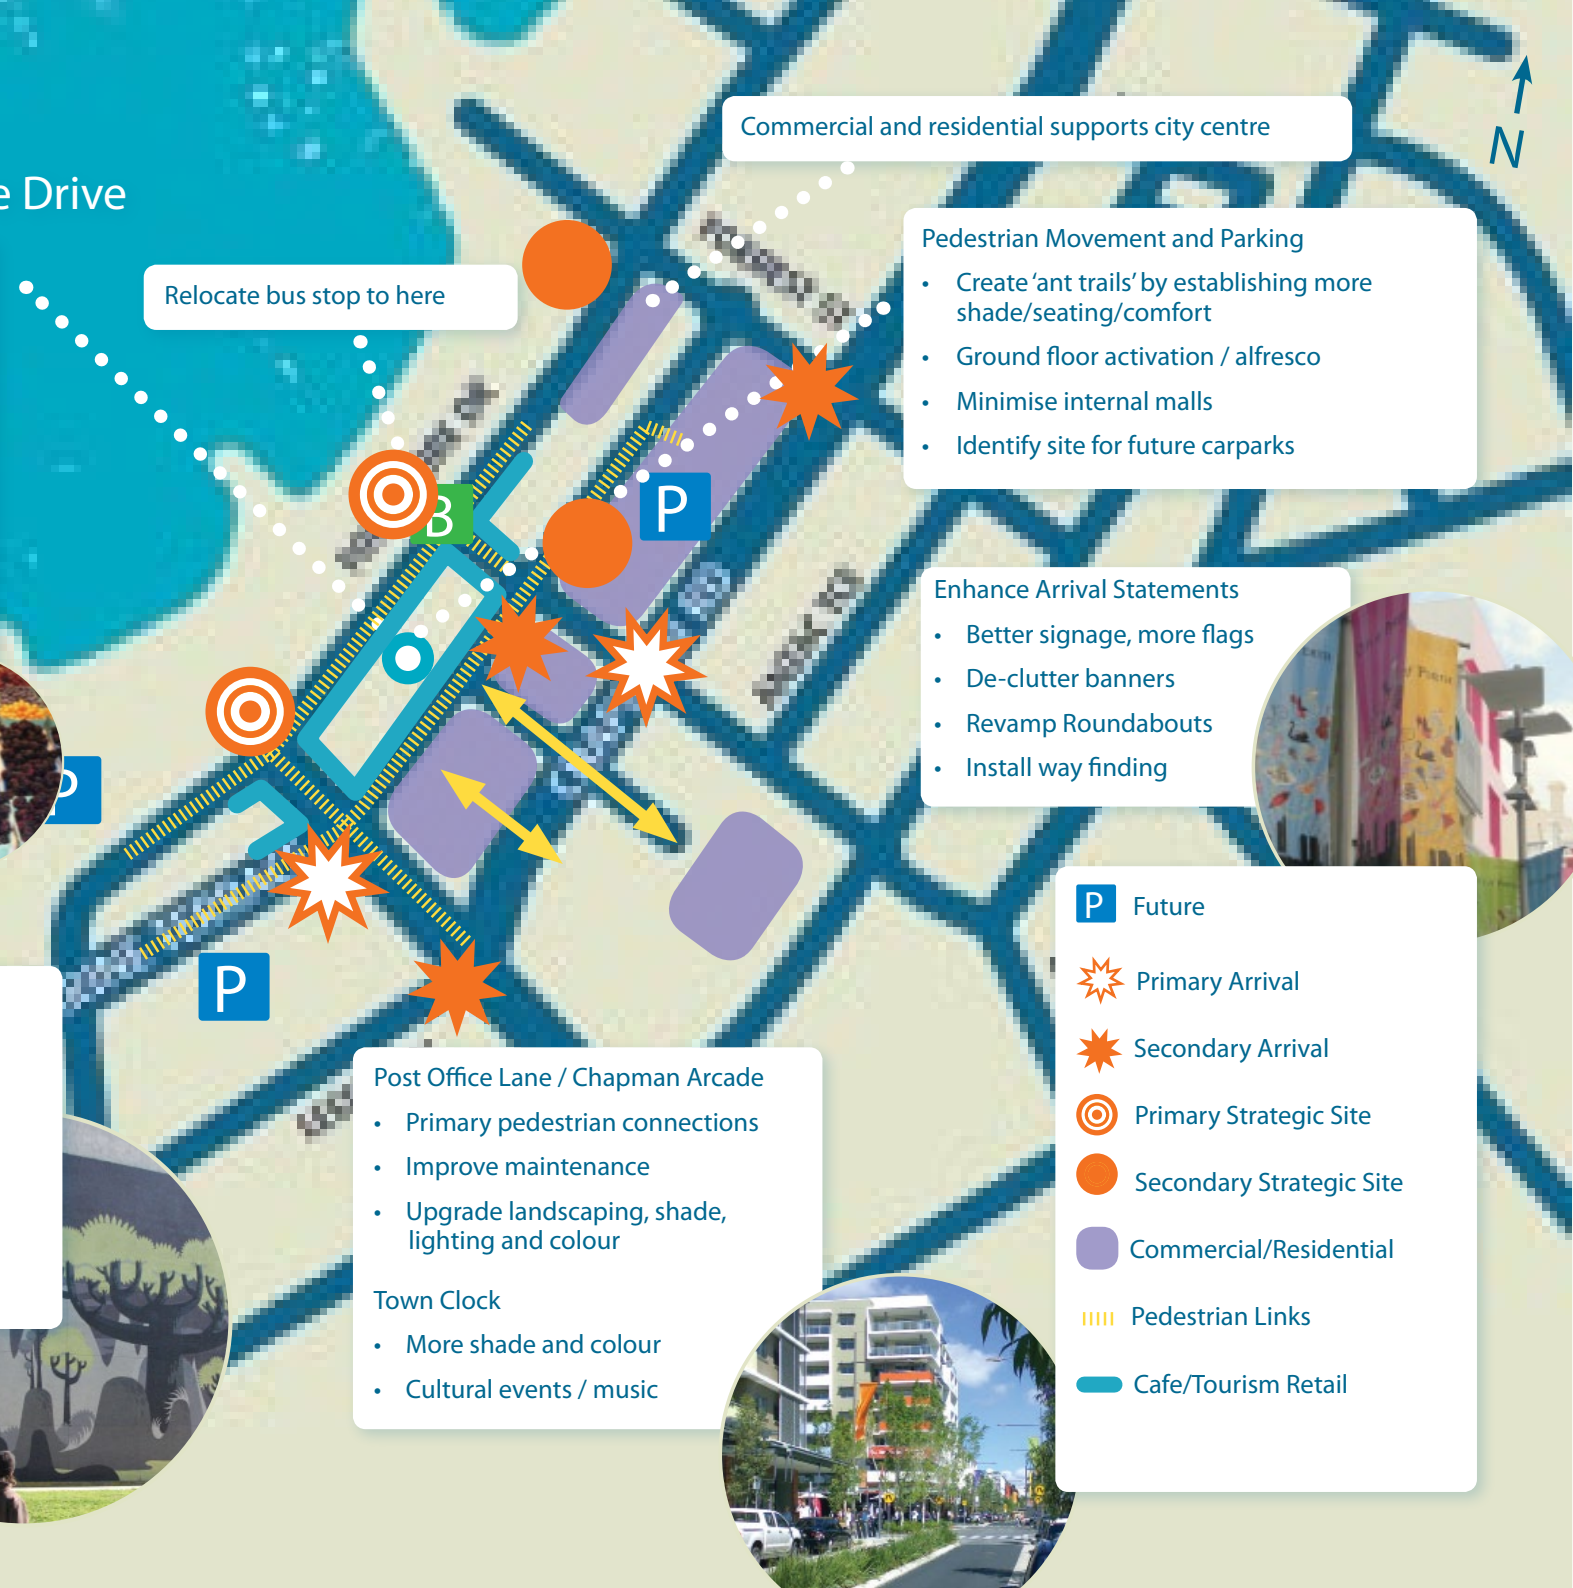 Commercial and residential supports city centre
N
e Drive
Pedestrian Movement and Parking
• Create ‘ant trails’ by establishing more
shade/seating/comfort
• Ground floor activation / alfresco
• Minimise internal malls
• Identify site for future carparks
Relocate bus stop to here
B
P
Enhance Arrival Statements
• Better signage, more flags
• De-clutter banners
• Revamp Roundabouts
• Install way finding
P
P
P Future
Primary Arrival
Secondary Arrival
Primary Strategic Site
Secondary Strategic Site
Commercial/Residential
Pedestrian Links
Cafe/Tourism Retail
Post Office Lane / Chapman Arcade
• Primary pedestrian connections
• Improve maintenance
• Upgrade landscaping, shade,
lighting and colour
Town Clock
• More shade and colour
• Cultural events / music